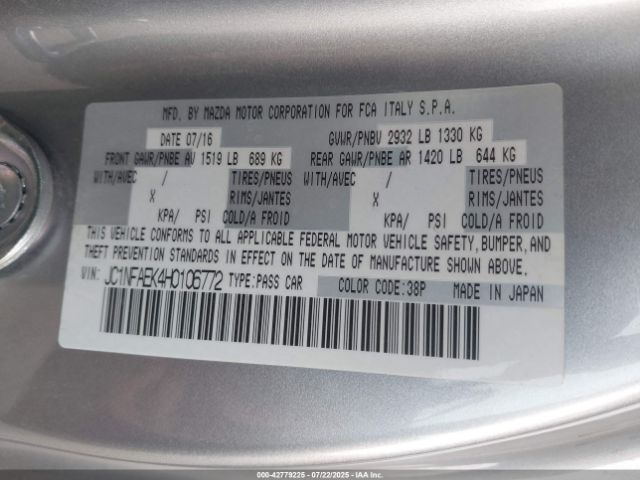 MFD. BY MAZDA MOTOR CORPORATION FOR FCA ITALY S.P.A.
DATE 07/16 GVWR/PNBV 2932 LB 1330 KG
FRONT GAWR/PNBE AV 1519 LB 689 KG REAR GAWR/PNBE AR 1420 LB 644 KG
WITH/AVEC / TIRES/PNEUS WITH/AVEC / TIRES/PNEUS
X RIMS/JANTES X RIMS/JANTES
KPA/ PSI COLD/A FROID KPA/ PSI COLD/A FROID
THIS VEHICLE CONFORMS TO ALL APPLICABLE FEDERAL MOTOR VEHICLE SAFETY, BUMPER, AND
THEFT PREVENTION STANDARDS IN EFFECT ON THE DATE OF MANUFACTURE SHOWN ABOVE.
VIN: JC1NFAEK4H0106772 TYPE:PASS CAR COLOR CODE:38P MADE IN JAPAN
000-42779225 - 07/22/2025 - IAAI.COM